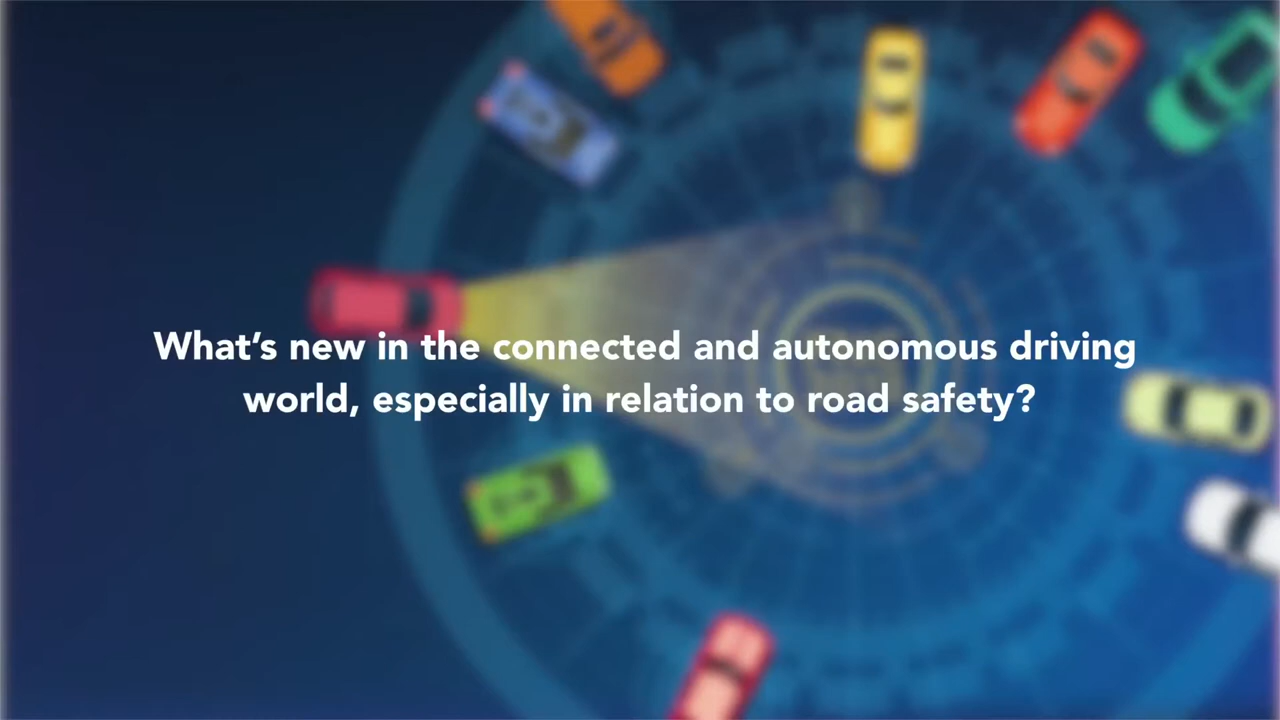 What's new in the connected and autonomous driving
world, especially in relation to road safety?